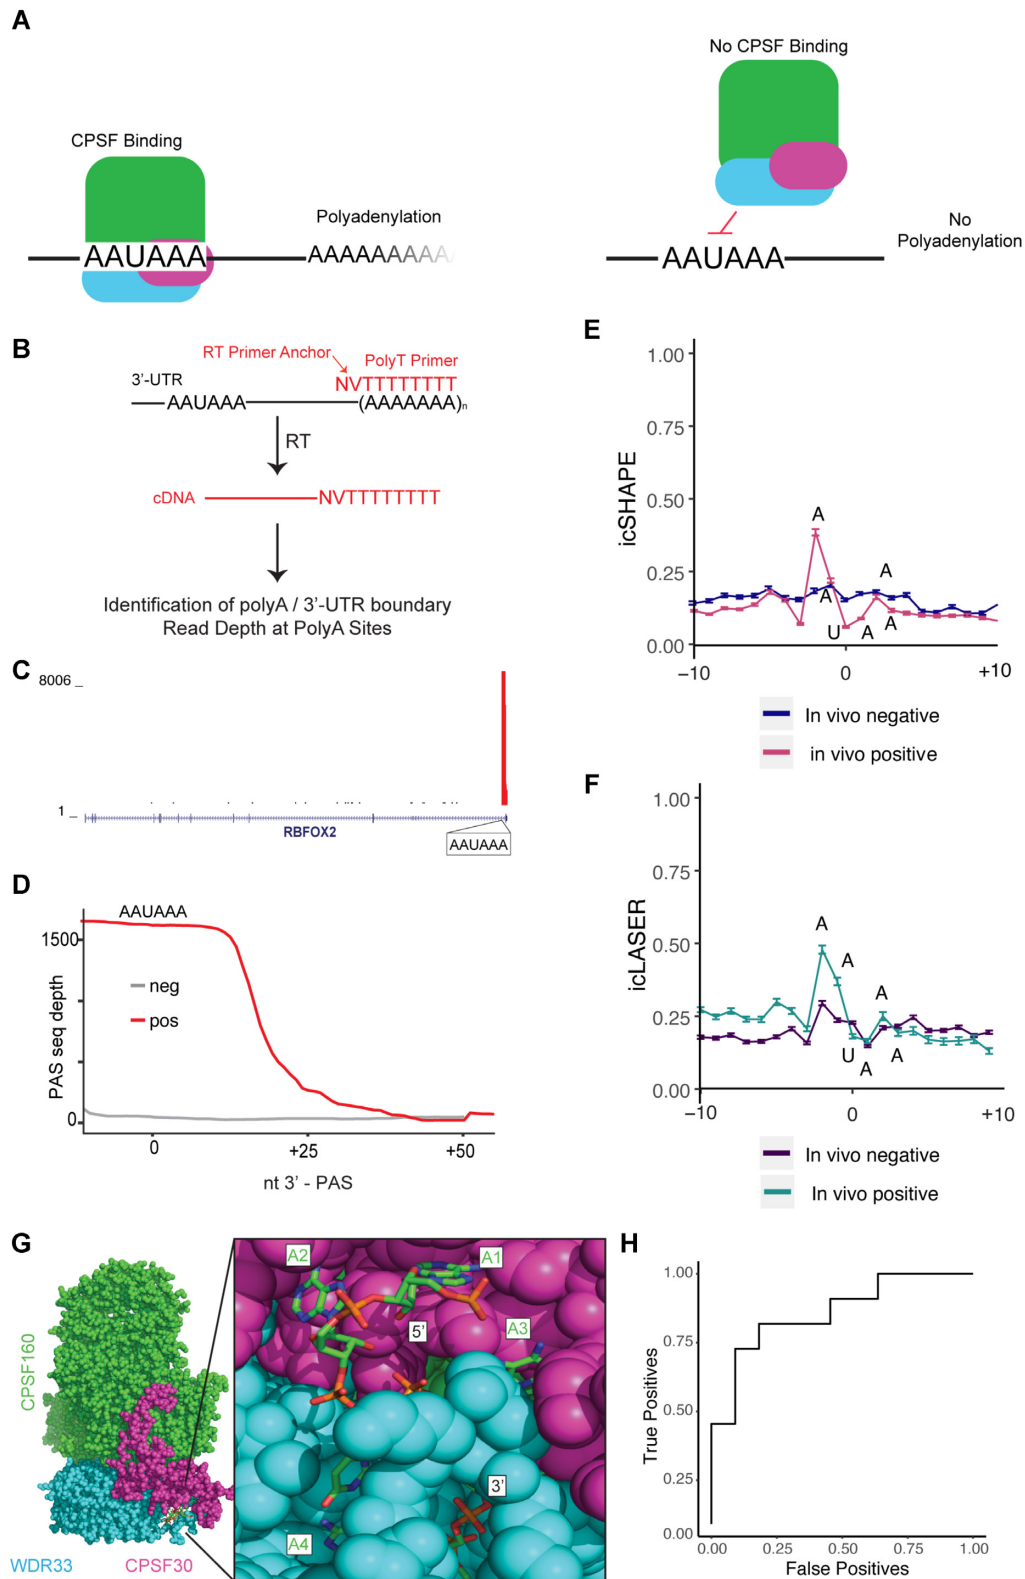 A
CPSF Binding
AAUAAA
Polyadenylation
AAAAAAAAAA
No CPSF Binding
AAUAAA
No
Polyadenylation
B
RT Primer Anchor
PolyT Primer
3'-UTR
NVTTTTTTTT
AAUAAA
(AAAAAAA)n
RT
cDNA
NVTTTTTTTT
Identification of polyA / 3'-UTR boundary
Read Depth at PolyA Sites
C
8006
1
RBFOX2
AAUAAA
D
AAUAAA
1500
0
PAS seq depth
neg
pos
0
+25
+50
nt 3' - PAS
E
1.00
0.75
0.50
0.25
0.00
icSHAPE
A
A
A
U
A
A
-10
0
+10
In vivo negative
in vivo positive
F
1.00
0.75
0.50
0.25
0.00
icLASER
A
A
A
U
A
A
-10
0
+10
In vivo negative
In vivo positive
G
CPSF160
WDR33
CPSF30
A2
A1
5'
A3
3'
A4
H
1.00
0.75
0.50
0.25
0.00
True Positives
0.00
0.25
0.50
0.75
1.00
False Positives